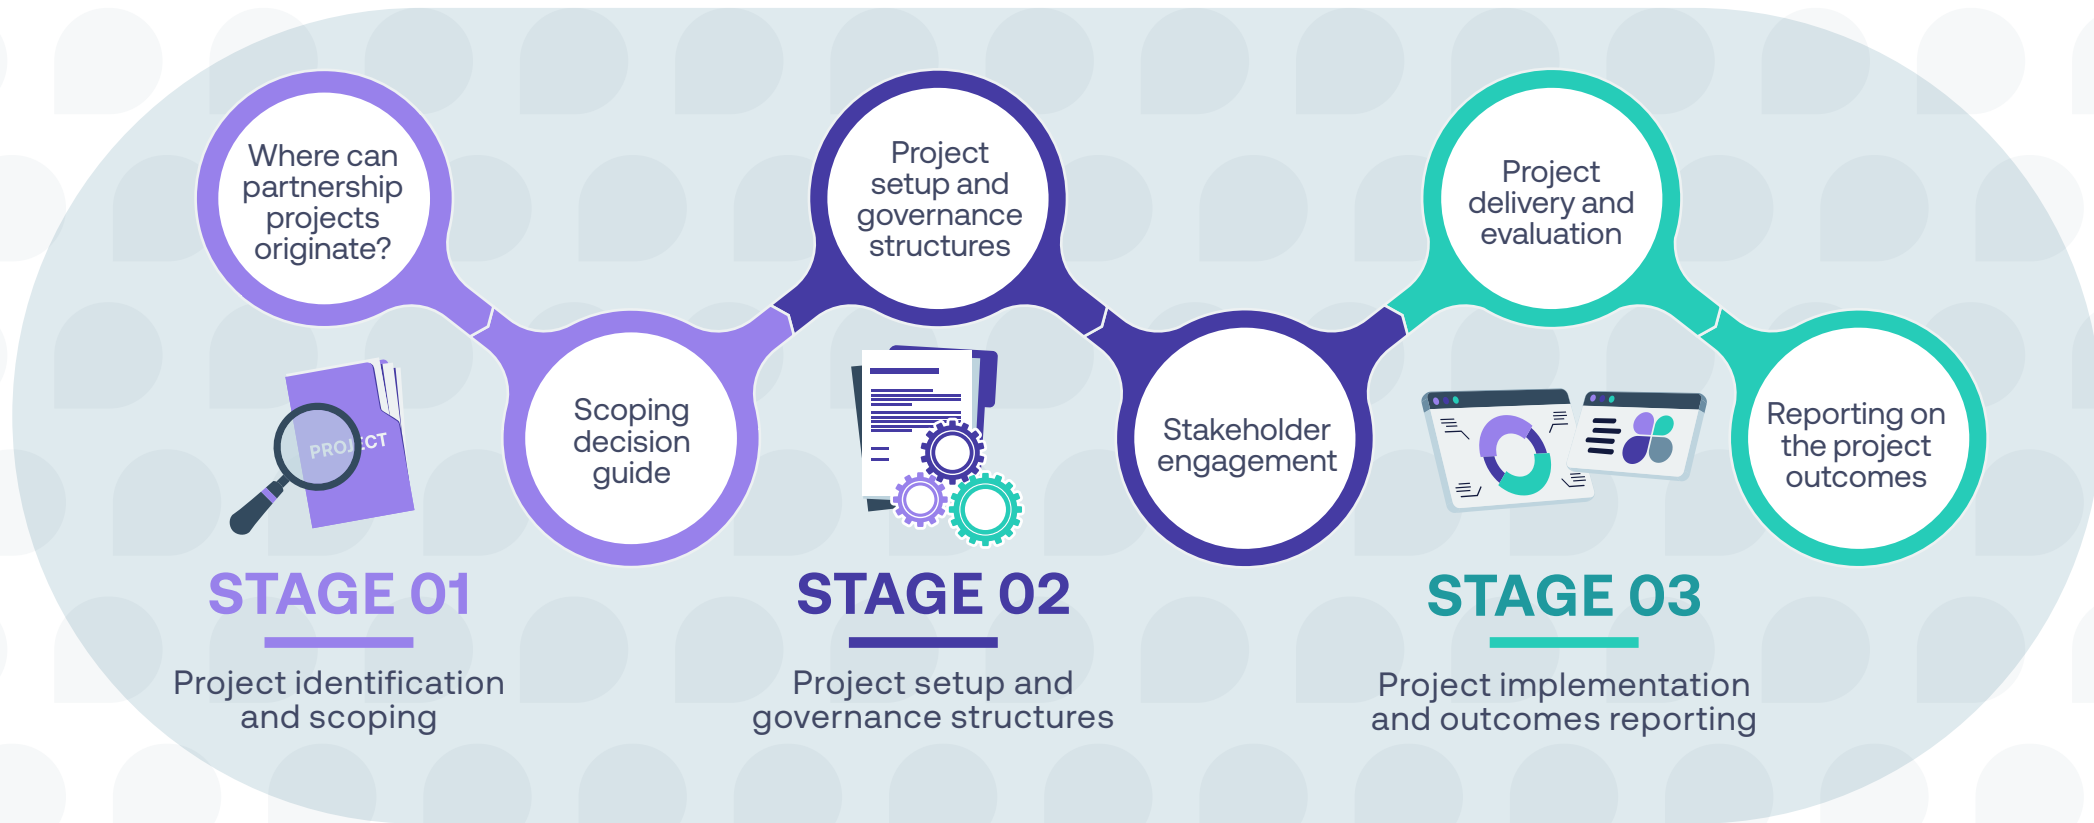 Where can
partnership
projects
originate?
Scoping
decision
guide
Project
setup and
governance
structures
Stakeholder
engagement
Project
delivery and
evaluation
Reporting on
the project
outcomes
PROJECT
STAGE 01
Project identification
and scoping
STAGE 02
Project setup and
governance structures
STAGE 03
Project implementation
and outcomes reporting